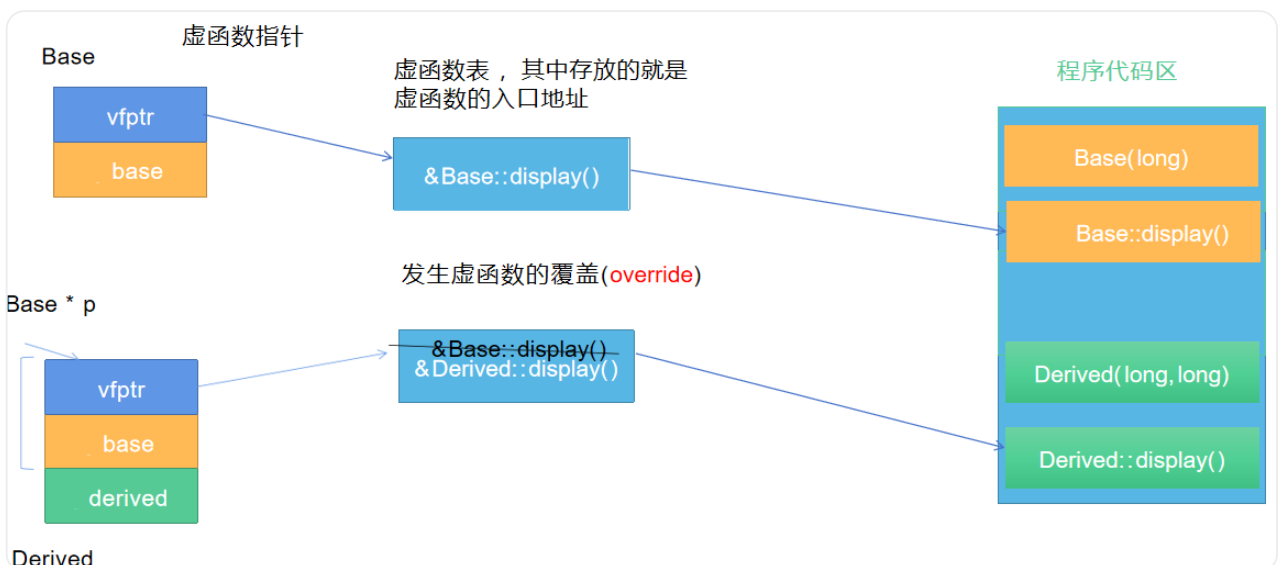 虚函数指针
Base
虚函数表，其中存放的就是
虚函数的入口地址
程序代码区
vfptr
base
&Base::display()
Base(long)
Base::display()
发生虚函数的覆盖(override)
Base * p
&Base::display()
&Derived::display()
vfptr
base
derived
Derived(long,long)
Derived::display()
Derived